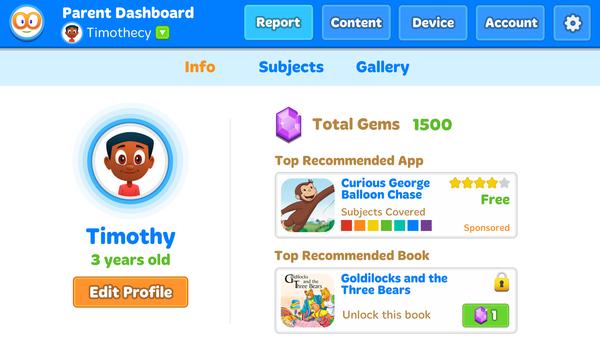 Parent Dashboard
Timothecy
Report
Content
Device
Account
Info
Subjects
Gallery
Timothy
3 years old
Edit Profile
Total Gems 1500
Top Recommended App
Curious George
Balloon Chase
Free
Subjects Covered
Sponsored
Top Recommended Book
Goldilocks
and the
Three Bears
Goldilocks and the
Three Bears
Unlock this book
1